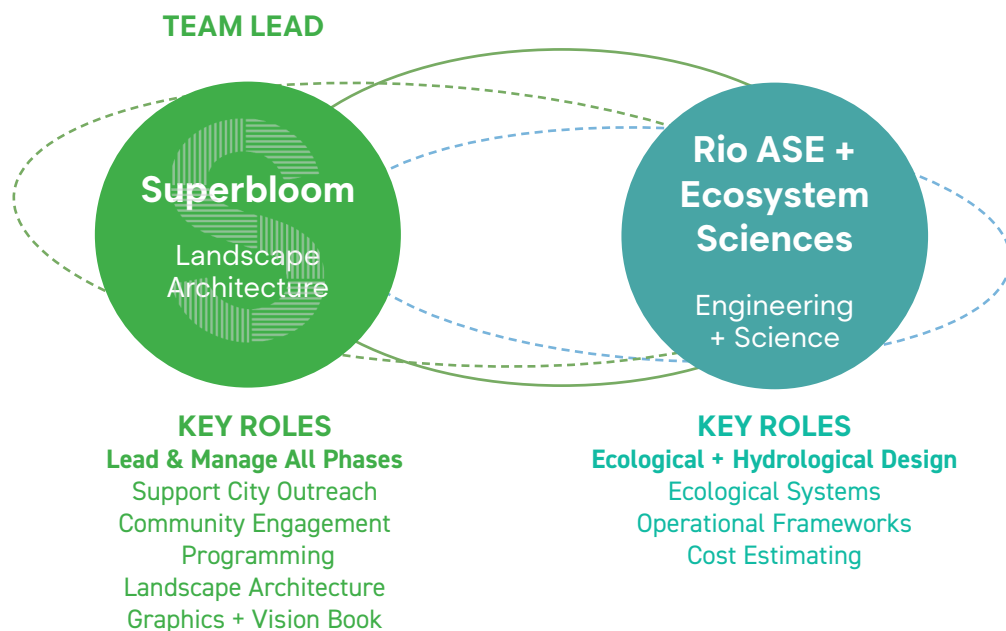 TEAM LEAD
Superbloom
Landscape
Architecture
KEY ROLES
Lead & Manage All Phases
Support City Outreach
Community Engagement
Programming
Landscape Architecture
Graphics + Vision Book
Rio ASE +
Ecosystem
Sciences
Engineering
+ Science
KEY ROLES
Ecological + Hydrological Design
Ecological Systems
Operational Frameworks
Cost Estimating